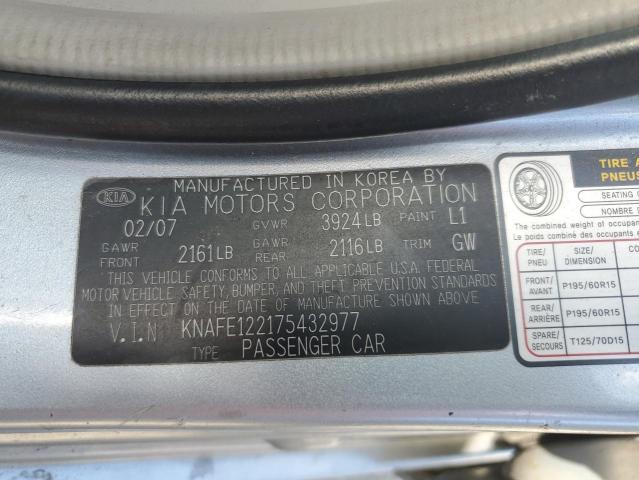 MANUFACTURED IN KOREA BY
KIA KIA MOTORS CORPORATION
02/07 GVWR 3924LB PAINT L1
GAWR FRONT 2161LB GAWR REAR 2116LB TRIM GW
THIS VEHICLE CONFORMS TO ALL APPLICABLE U.S.A. FEDERAL
MOTOR VEHICLE SAFETY, BUMPER, AND THEFT PREVENTION STANDARDS
IN EFFECT ON THE DATE OF MANUFACTURE SHOWN ABOVE
V.I.N KNAFE122175432977
TYPE PASSENGER CAR
TIRE A
PNEUS
SEATING
NOMBRE D
The combined weight of occupants
Le poids combiné des occupants e
TIRE/ PNEU SIZE/ DIMENSION CO
FRONT/ AVANT P195/60R15
REAR/ ARRIÈRE P195/60R15
SPARE/ SECOURS T125/70D15